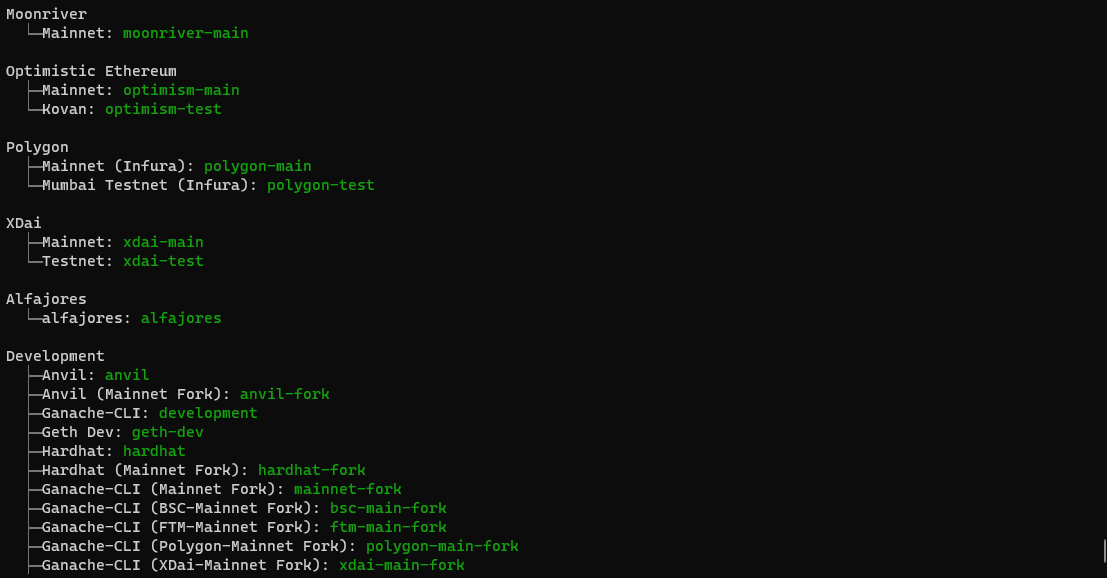 Moonriver
└─Mainnet: moonriver-main
Optimistic Ethereum
├─Mainnet: optimism-main
└─Kovan: optimism-test
Polygon
├─Mainnet (Infura): polygon-main
└─Mumbai Testnet (Infura): polygon-test
XDai
├─Mainnet: xdai-main
└─Testnet: xdai-test
Alfajores
└─alfajores: alfajores
Development
├─Anvil: anvil
├─Anvil (Mainnet Fork): anvil-fork
├─Ganache-CLI: development
├─Geth Dev: geth-dev
├─Hardhat: hardhat
├─Hardhat (Mainnet Fork): hardhat-fork
├─Ganache-CLI (Mainnet Fork): mainnet-fork
├─Ganache-CLI (BSC-Mainnet Fork): bsc-main-fork
├─Ganache-CLI (FTM-Mainnet Fork): ftm-main-fork
├─Ganache-CLI (Polygon-Mainnet Fork): polygon-main-fork
├─Ganache-CLI (XDai-Mainnet Fork): xdai-main-fork